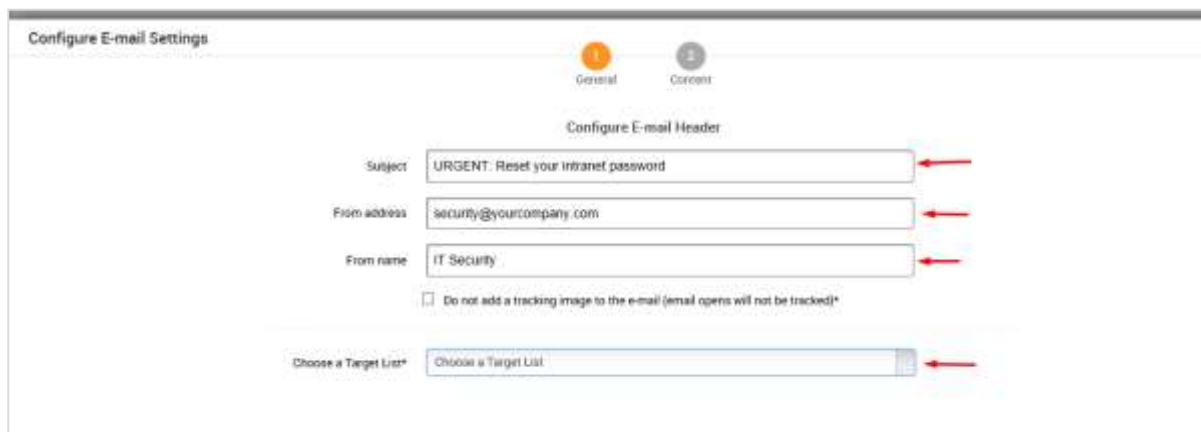 Configure E-mail Settings
1
2
General
Content
Configure E-mail Header
Subject
URGENT: Reset your intranet password
From address
security@yourcompany.com
From name
IT Security
Do not add a tracking image to the e-mail (email opens will not be tracked)*
Choose a Target List*
Choose a Target List